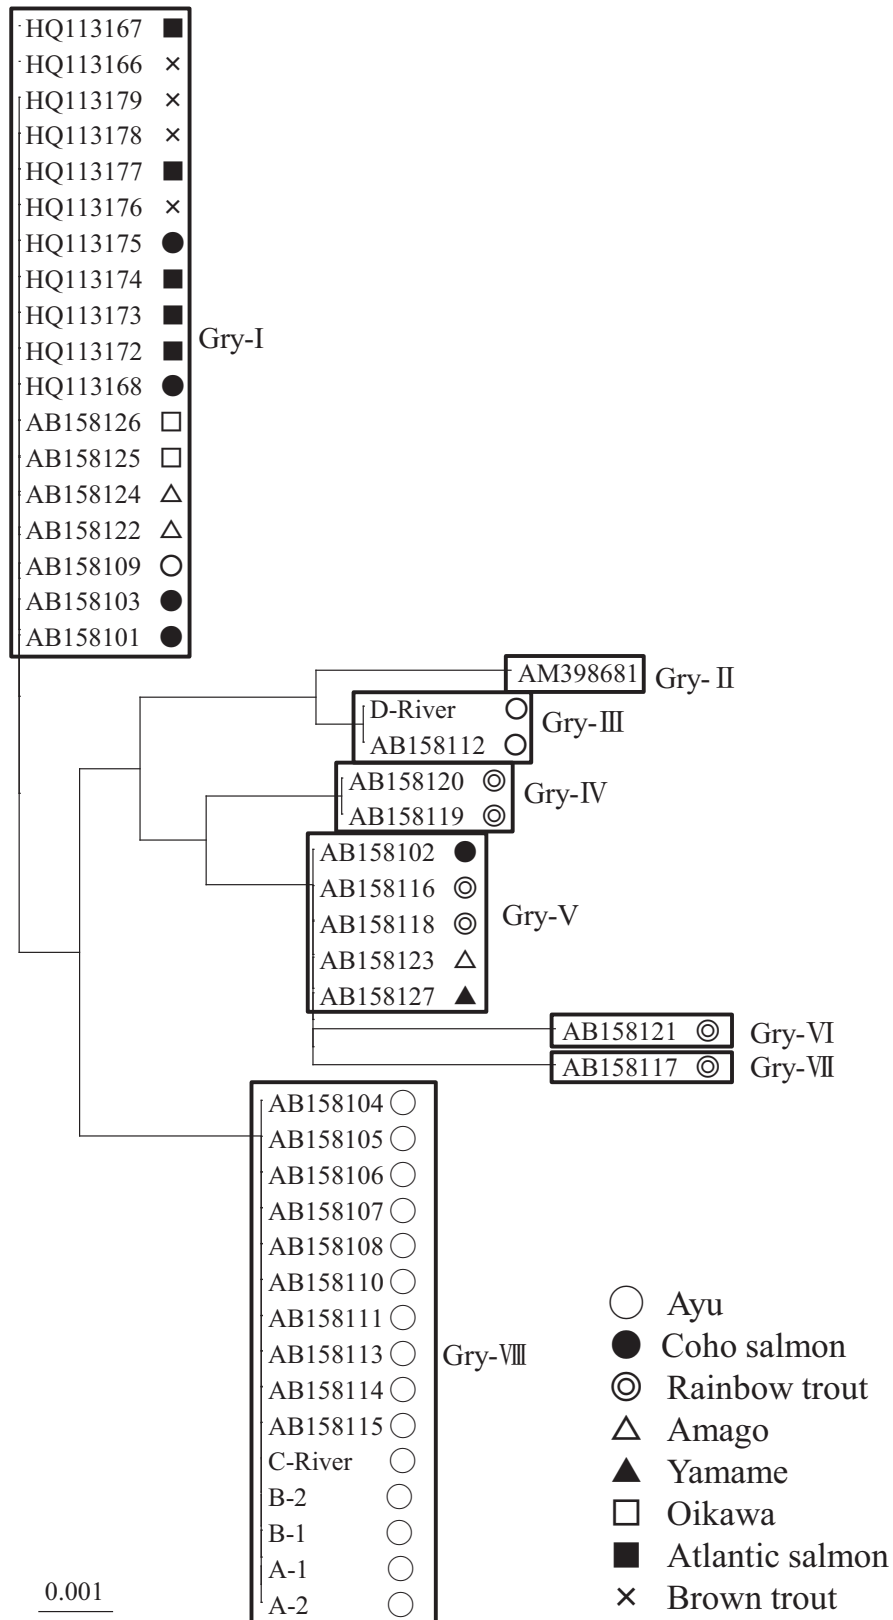 HQ113167 ■
HQ113166 ×
HQ113179 ×
HQ113178 ×
HQ113177 ■
HQ113176 ×
HQ113175 ●
HQ113174 ■
HQ113173 ■
HQ113172 ■
HQ113168 ●
AB158126 □
AB158125 □
AB158124 △
AB158122 △
AB158109 ○
AB158103 ●
AB158101 ●
Gry-I
AM398681
Gry-Ⅱ
D-River ○
AB158112 ○
Gry-Ⅲ
AB158120 ◎
AB158119 ◎
Gry-Ⅳ
AB158102 ●
AB158116 ◎
AB158118 ◎
AB158123 △
AB158127 ▲
Gry-V
AB158121 ◎
Gry-Ⅵ
AB158117 ◎
Gry-Ⅶ
AB158104 ○
AB158105 ○
AB158106 ○
AB158107 ○
AB158108 ○
AB158110 ○
AB158111 ○
AB158113 ○
AB158114 ○
AB158115 ○
C-River ○
B-2 ○
B-1 ○
A-1 ○
A-2 ○
Gry-Ⅷ
○ Ayu
● Coho salmon
◎ Rainbow trout
△ Amago
▲ Yamame
□ Oikawa
■ Atlantic salmon
× Brown trout
0.001